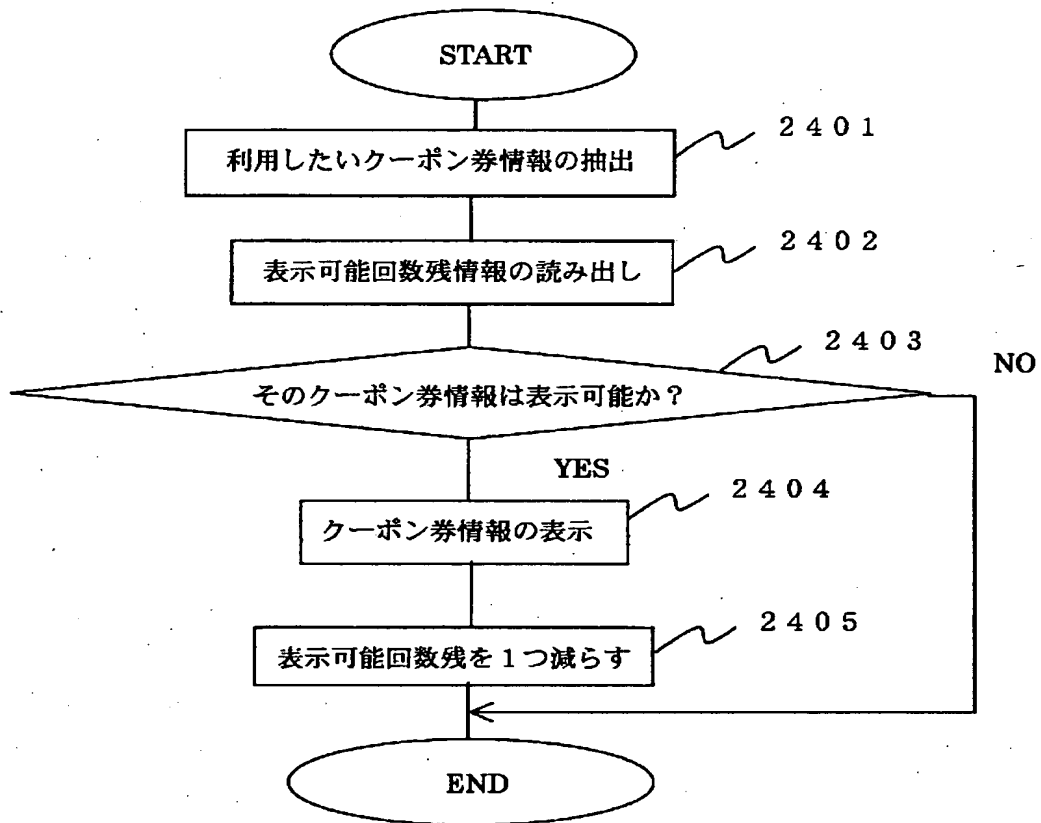 START
2401
利用したいクーポン券情報の抽出
2402
表示可能回数残情報の読み出し
2403
NO
そのクーポン券情報は表示可能か？
YES
2404
クーポン券情報の表示
2405
表示可能回数残を１つ減らす
END